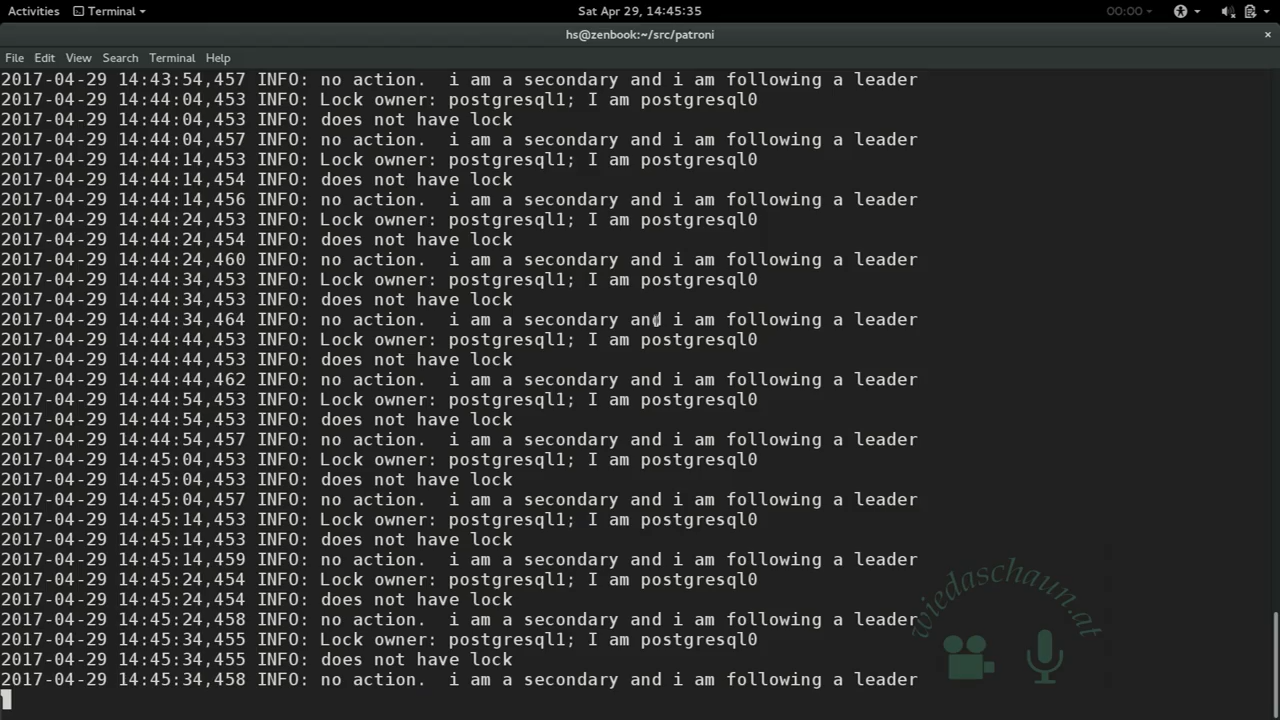 Activities Terminal Sat Apr 29, 14:45:35 00:00
hs@zenbook:~/src/patroni ×
File Edit View Search Terminal Help
2017-04-29 14:43:54,457 INFO: no action.  i am a secondary and i am following a leader
2017-04-29 14:44:04,453 INFO: Lock owner: postgresql1; I am postgresql0
2017-04-29 14:44:04,453 INFO: does not have lock
2017-04-29 14:44:04,457 INFO: no action.  i am a secondary and i am following a leader
2017-04-29 14:44:14,453 INFO: Lock owner: postgresql1; I am postgresql0
2017-04-29 14:44:14,454 INFO: does not have lock
2017-04-29 14:44:14,456 INFO: no action.  i am a secondary and i am following a leader
2017-04-29 14:44:24,453 INFO: Lock owner: postgresql1; I am postgresql0
2017-04-29 14:44:24,454 INFO: does not have lock
2017-04-29 14:44:24,460 INFO: no action.  i am a secondary and i am following a leader
2017-04-29 14:44:34,453 INFO: Lock owner: postgresql1; I am postgresql0
2017-04-29 14:44:34,453 INFO: does not have lock
2017-04-29 14:44:34,464 INFO: no action.  i am a secondary and i am following a leader
2017-04-29 14:44:44,453 INFO: Lock owner: postgresql1; I am postgresql0
2017-04-29 14:44:44,453 INFO: does not have lock
2017-04-29 14:44:44,462 INFO: no action.  i am a secondary and i am following a leader
2017-04-29 14:44:54,453 INFO: Lock owner: postgresql1; I am postgresql0
2017-04-29 14:44:54,453 INFO: does not have lock
2017-04-29 14:44:54,457 INFO: no action.  i am a secondary and i am following a leader
2017-04-29 14:45:04,453 INFO: Lock owner: postgresql1; I am postgresql0
2017-04-29 14:45:04,453 INFO: does not have lock
2017-04-29 14:45:04,457 INFO: no action.  i am a secondary and i am following a leader
2017-04-29 14:45:14,453 INFO: Lock owner: postgresql1; I am postgresql0
2017-04-29 14:45:14,453 INFO: does not have lock
2017-04-29 14:45:14,459 INFO: no action.  i am a secondary and i am following a leader
2017-04-29 14:45:24,454 INFO: Lock owner: postgresql1; I am postgresql0
2017-04-29 14:45:24,454 INFO: does not have lock
2017-04-29 14:45:24,458 INFO: no action.  i am a secondary and i am following a leader
2017-04-29 14:45:34,455 INFO: Lock owner: postgresql1; I am postgresql0
2017-04-29 14:45:34,455 INFO: does not have lock
2017-04-29 14:45:34,458 INFO: no action.  i am a secondary and i am following a leader
wiedaschaun.at